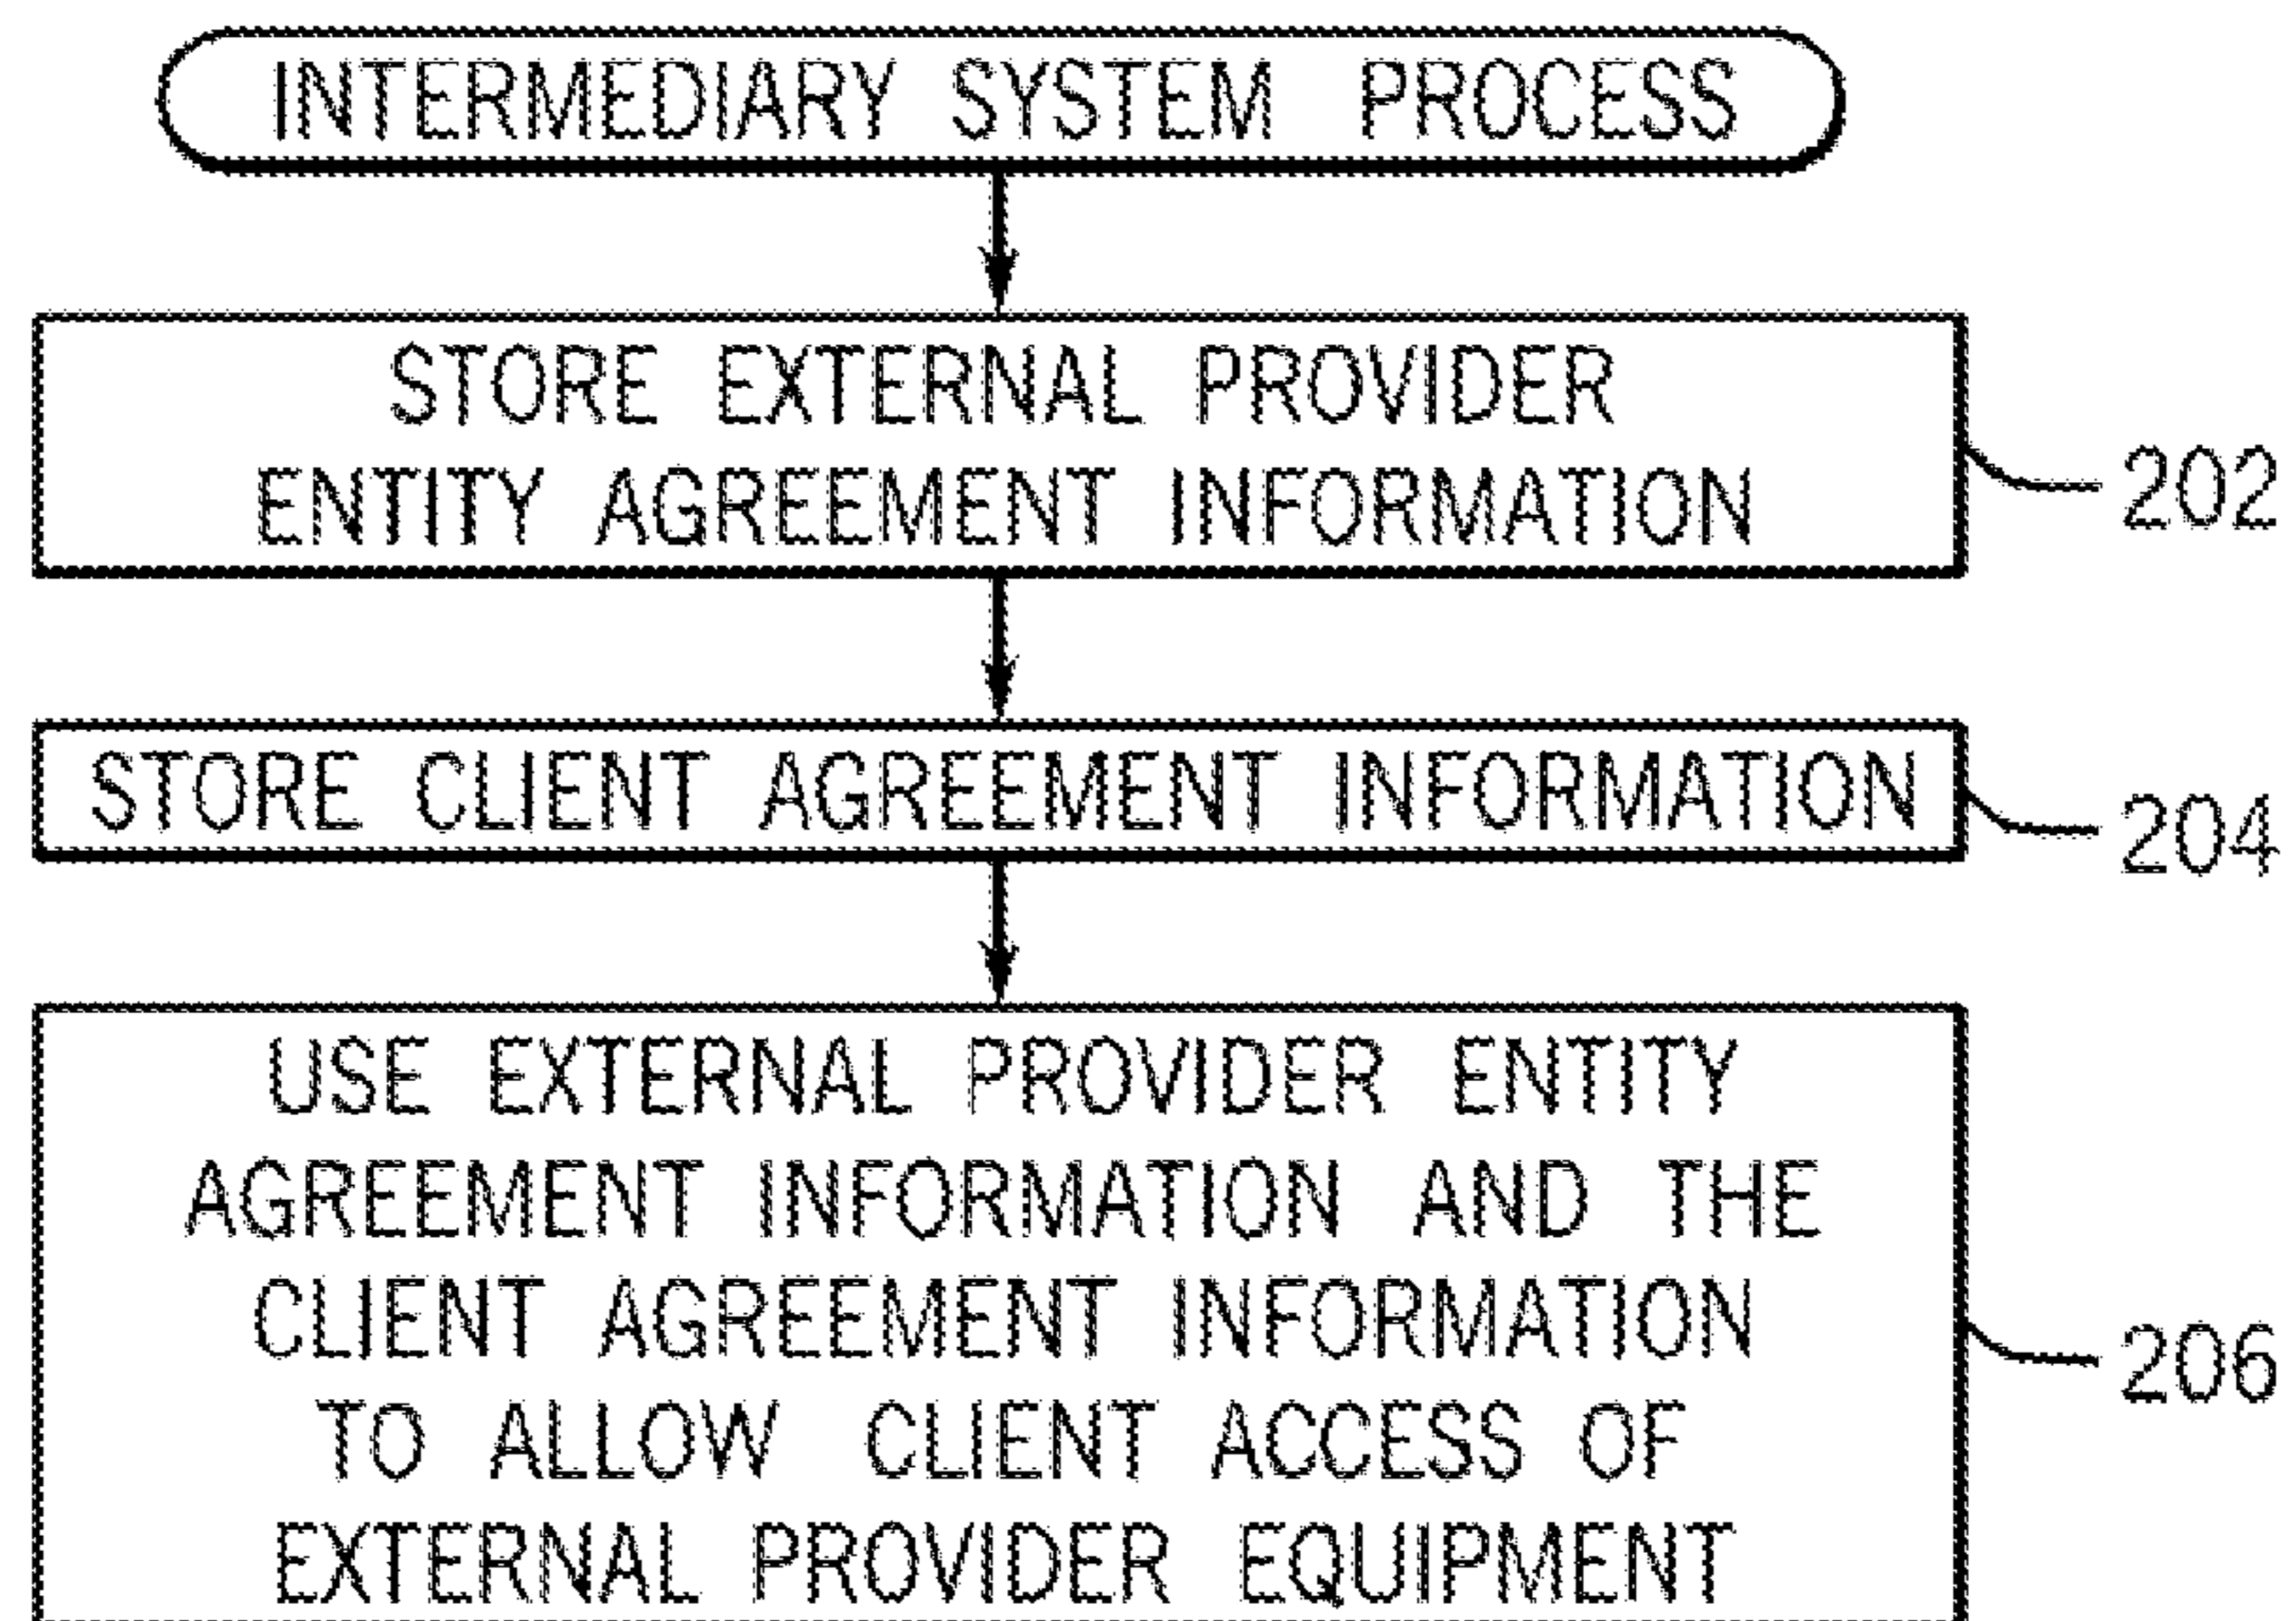 INTERMEDIARY SYSTEM PROCESS
STORE EXTERNAL PROVIDER
ENTITY AGREEMENT INFORMATION
202
STORE CLIENT AGREEMENT INFORMATION
204
USE EXTERNAL PROVIDER ENTITY
AGREEMENT INFORMATION AND THE
CLIENT AGREEMENT INFORMATION
TO ALLOW CLIENT ACCESS OF
EXTERNAL PROVIDER EQUIPMENT
206